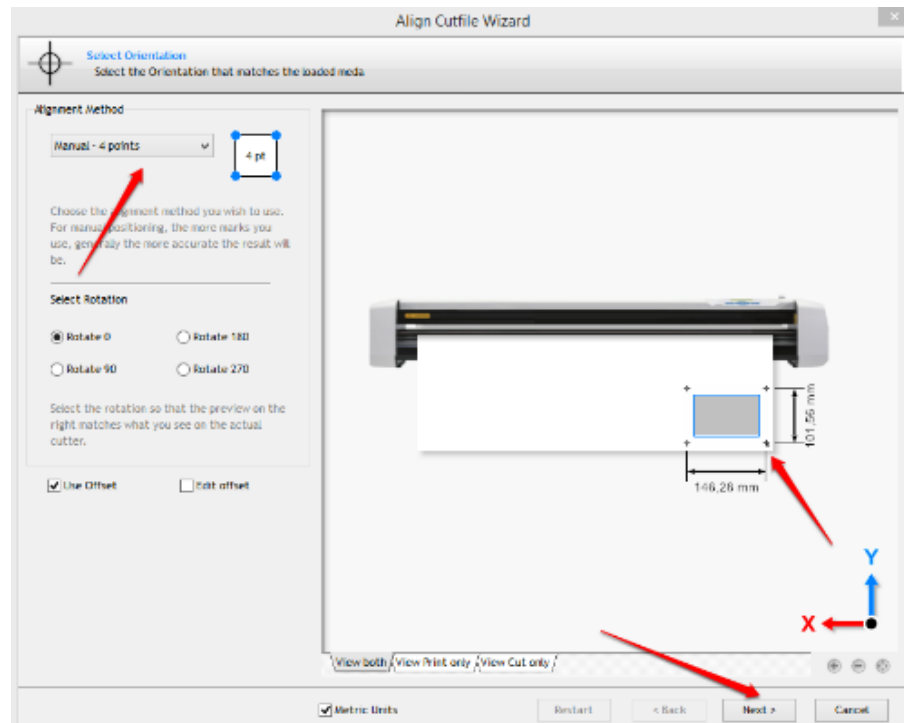 Align Cutfile Wizard
Select Orientation
Select the Orientation that matches the loaded meda
Alignment Method
Manual - 4 points
4 pt
Choose the alignment method you wish to use.
For manual positioning, the more marks you
use, generally the more accurate the result will
be.
Select Rotation
Rotate 0
Rotate 180
Rotate 90
Rotate 270
Select the rotation so that the preview on the
right matches what you see on the actual
cutter.
Use Offset
Edit offset
101,56 mm
146,28 mm
Y
X
View both
View Print only
View Cut only
Metric Units
Restart
< Back
Next >
Cancel